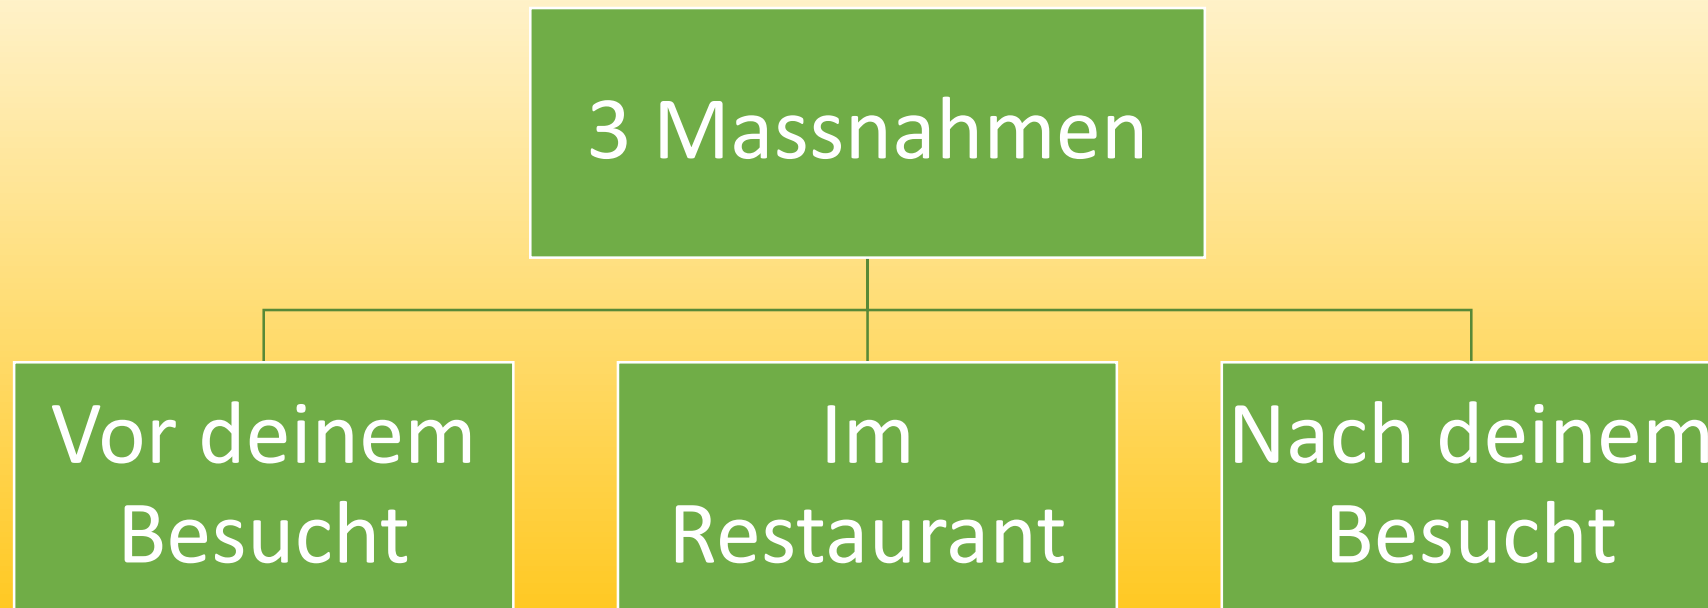 3 Massnahmen
Vor deinem
Besucht
Im
Restaurant
Nach deinem
Besucht